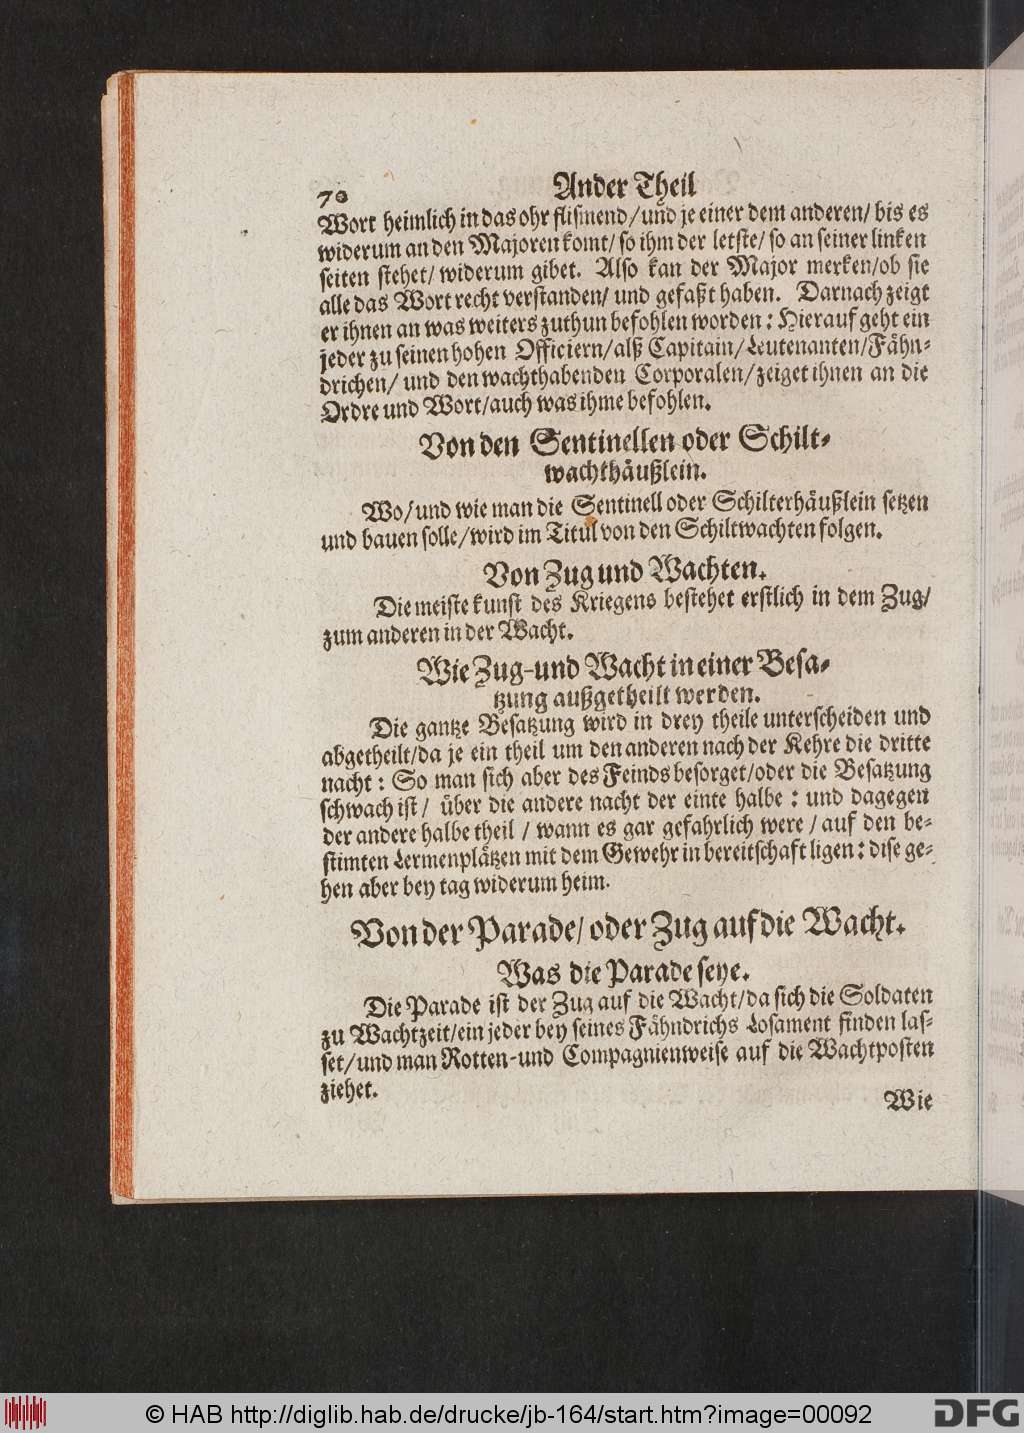 70 Ander Theil
Wort heimlich in das ohr flismend/und je einer dem anderen/ bis es
widerum an den Majoren komt/ so ihm der letste/ so an seiner linken
seiten stehet/ widerum gibet. Also kan der Major merken/ob sie
alle das Wort recht verstanden/ und gefaßt haben. Darnach zeigt
er ihnen an was weiters zuthun befohlen worden: Hierauf geht ein
jeder zu seinen hohen Officiern/alß Capitain/Leutenanten/Fähn-
drichen/ und den wachthabenden Corporalen/zeiget ihnen an die
Ordre und Wort/auch was ihme befohlen.
Von den Sentinellen oder Schilt-
wachthäußlein.
Wo/und wie man die Sentinell oder Schilterhäußlein setzen
und bauen solle/wird im Titul von den Schiltwachten folgen.
Von Zug und Wachten.
Die meiste kunst des Kriegens bestehet erstlich in dem Zug/
zum anderen in der Wacht.
Wie Zug-und Wacht in einer Besa-
tzung außgetheilt werden.
Die gantze Besatzung wird in drey theile unterscheiden und
abgetheilt/da je ein theil um den anderen nach der Kehre die dritte
nacht: So man sich aber des Feinds besorget/oder die Besatzung
schwach ist/ über die andere nacht der einte halbe: und dagegen
der andere halbe theil / wann es gar gefahrlich were / auf den be-
stimten Lermenplätzen mit dem Gewehr in bereitschaft ligen: dise ge-
hen aber bey tag widerum heim.
Von der Parade/ oder Zug auf die Wacht.
Was die Parade seye.
Die Parade ist der Zug auf die Wacht/da sich die Soldaten
zu Wachtzeit/ein jeder bey seines Fähndrichs Losament finden las-
set/und man Rotten-und Compagnienweise auf die Wachtposten
ziehet.
Wie
© HAB http://diglib.hab.de/drucke/jb-164/start.htm?image=00092
DFG